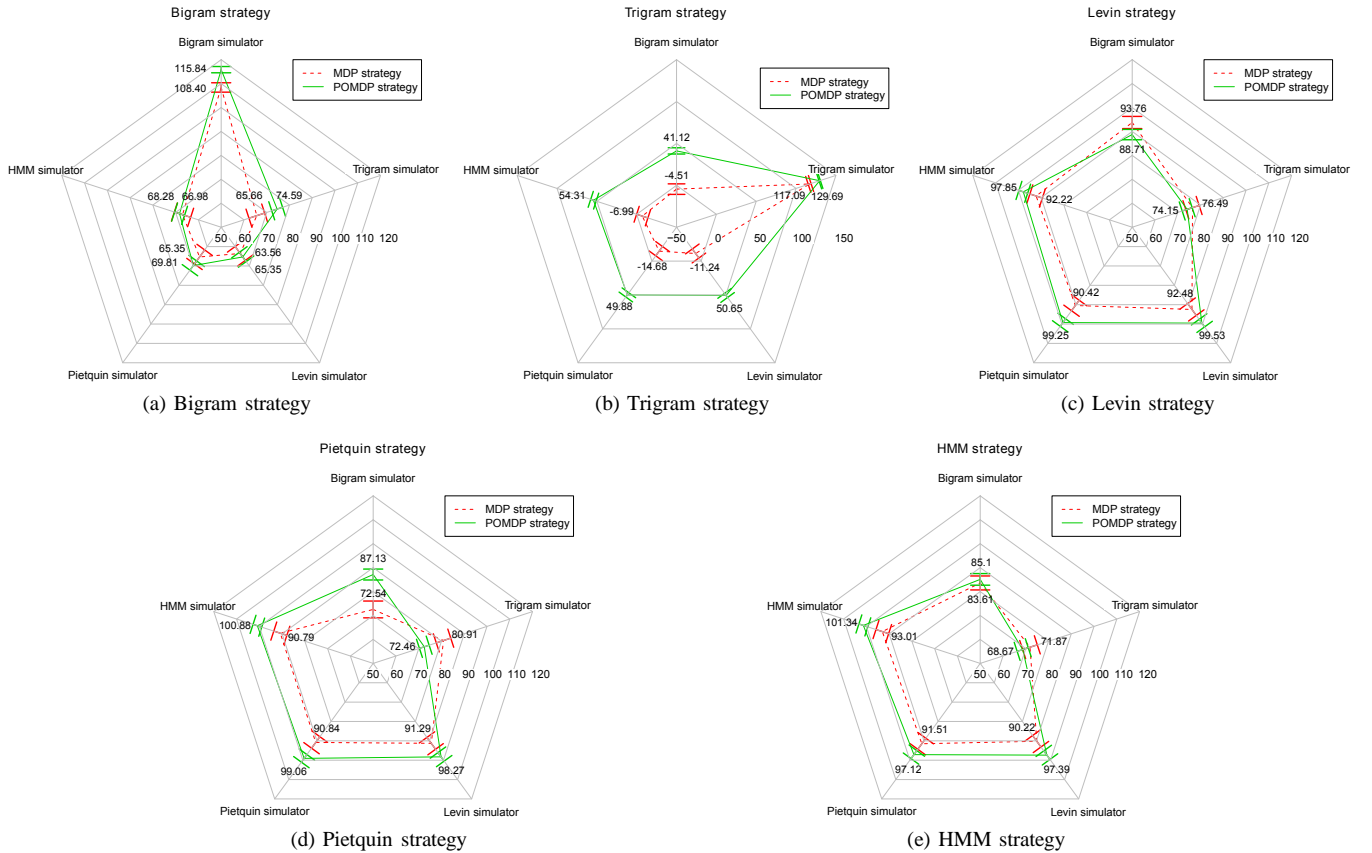 Bigram strategy
Bigram simulator
115.84
108.40
MDP strategy
POMDP strategy
HMM simulator
Trigram simulator
68.28 66.98 65.66 74.59
50 60 70 80 90 100 110 120
65.35
69.81
63.56
65.35
Pietquin simulator
Levin simulator
(a) Bigram strategy
Trigram strategy
Bigram simulator
MDP strategy
POMDP strategy
41.12
-4.51
HMM simulator
Trigram simulator
54.31
-6.99
117.09
129.69
−50 0 50 100 150
-14.68
-11.24
49.88
50.65
Pietquin simulator
Levin simulator
(b) Trigram strategy
Levin strategy
Bigram simulator
MDP strategy
POMDP strategy
93.76
88.71
HMM simulator
Trigram simulator
97.85
92.22
74.15
76.49
50 60 70 80 90 100 110 120
90.42
92.48
99.25
99.53
Pietquin simulator
Levin simulator
(c) Levin strategy
Pietquin strategy
Bigram simulator
MDP strategy
POMDP strategy
87.13
72.54
HMM simulator
Trigram simulator
100.88
90.79
72.46
80.91
50 60 70 80 90 100 110 120
90.84
91.29
99.06
98.27
Pietquin simulator
Levin simulator
(d) Pietquin strategy
HMM strategy
Bigram simulator
MDP strategy
POMDP strategy
85.1
83.61
HMM simulator
Trigram simulator
101.34
93.01
68.67
71.87
50 60 70 80 90 100 110 120
91.51
90.22
97.12
97.39
Pietquin simulator
Levin simulator
(e) HMM strategy